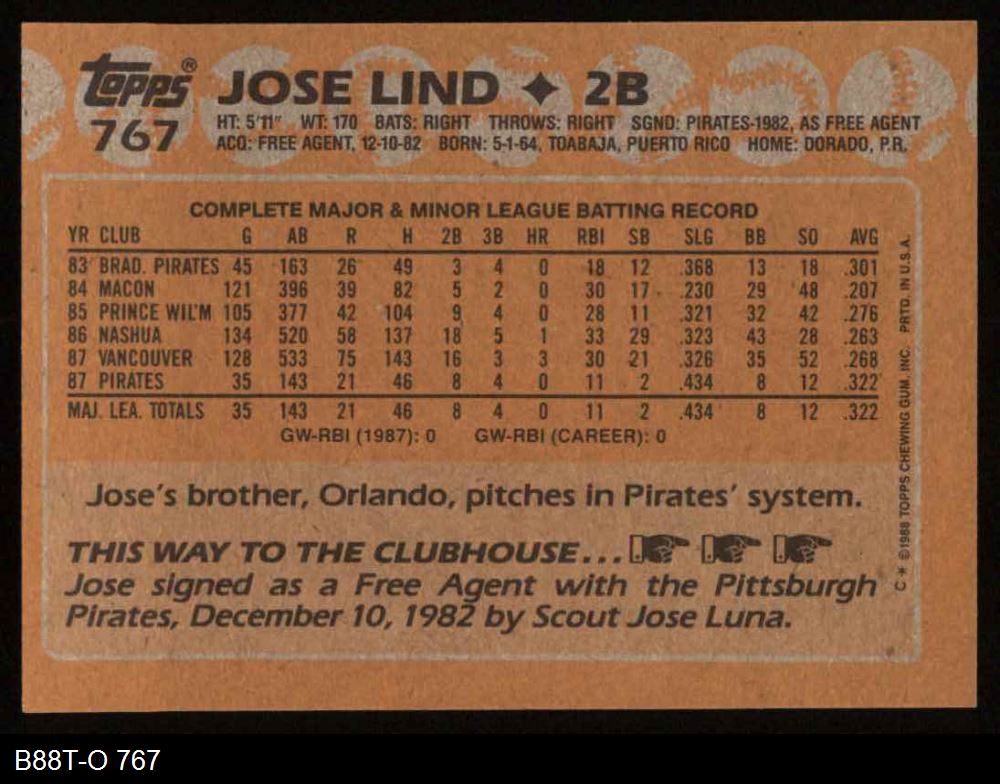 Topps® JOSE LIND ✦ 2B
767
HT: 5'11" WT: 170 BATS: RIGHT THROWS: RIGHT SGND: PIRATES-1982, AS FREE AGENT
ACQ: FREE AGENT, 12-10-82 BORN: 5-1-64, TOABAJA, PUERTO RICO HOME: DORADO, P.R.
COMPLETE MAJOR & MINOR LEAGUE BATTING RECORD
YR CLUB G AB R H 2B 3B HR RBI SB SLG BB SO AVG
83 BRAD. PIRATES 45 163 26 49 3 4 0 18 12 .368 13 18 .301
84 MACON 121 396 39 82 5 2 0 30 17 .230 29 48 .207
85 PRINCE WIL'M 105 377 42 104 9 4 0 28 11 .321 32 42 .276
86 NASHUA 134 520 58 137 18 5 1 33 29 .323 43 28 .263
87 VANCOUVER 128 533 75 143 16 3 3 30 21 .326 35 52 .268
87 PIRATES 35 143 21 46 8 4 0 11 2 .434 8 12 .322
MAJ. LEA. TOTALS 35 143 21 46 8 4 0 11 2 .434 8 12 .322
GW-RBI (1987): 0 GW-RBI (CAREER): 0
Jose's brother, Orlando, pitches in Pirates' system.
THIS WAY TO THE CLUBHOUSE...
Jose signed as a Free Agent with the Pittsburgh
Pirates, December 10, 1982 by Scout Jose Luna.
C * ©1988 TOPPS CHEWING GUM, INC. PRTD. IN U.S.A.
B88T-O 767